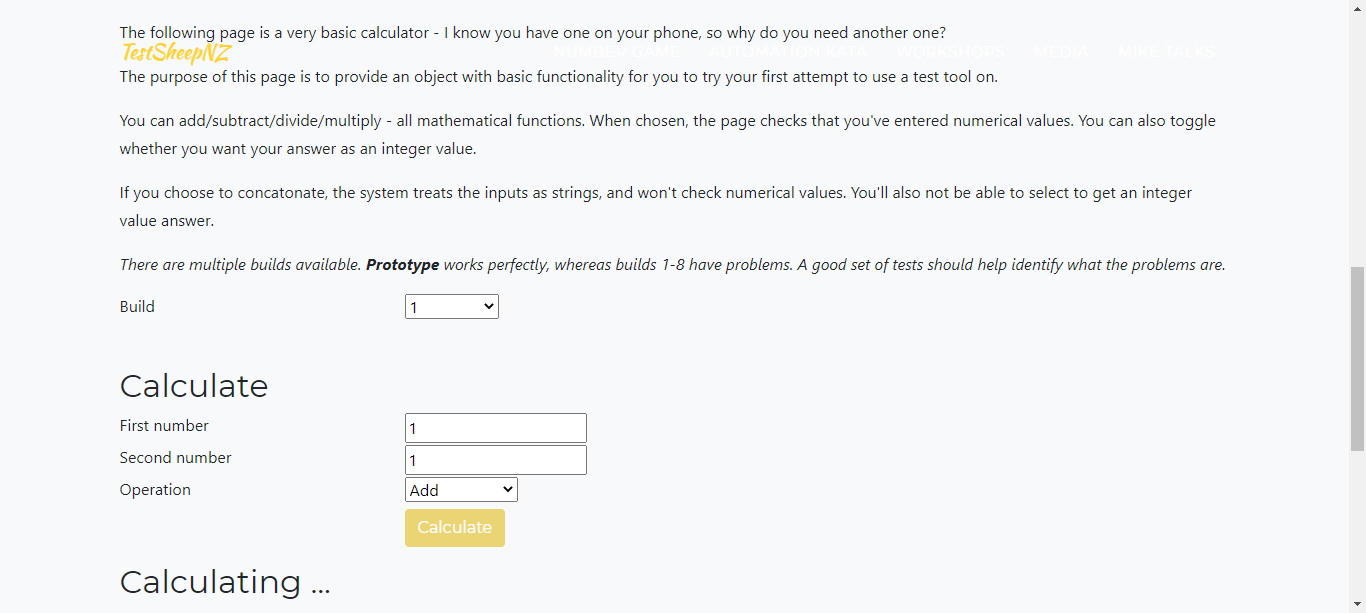 The following page is a very basic calculator - I know you have one on your phone, so why do you need another one?
TestSheepNZ NUMBER GAME AUTOMATION BETA WORKSHOPS MEDIA MIKE TALKS
The purpose of this page is to provide an object with basic functionality for you to try your first attempt to use a test tool on.
You can add/subtract/divide/multiply - all mathematical functions. When chosen, the page checks that you've entered numerical values. You can also toggle
whether you want your answer as an integer value.
If you choose to concatonate, the system treats the inputs as strings, and won't check numerical values. You'll also not be able to select to get an integer
value answer.
There are multiple builds available. Prototype works perfectly, whereas builds 1-8 have problems. A good set of tests should help identify what the problems are.
Build 1
Calculate
First number 1
Second number 1
Operation Add
Calculate
Calculating ...